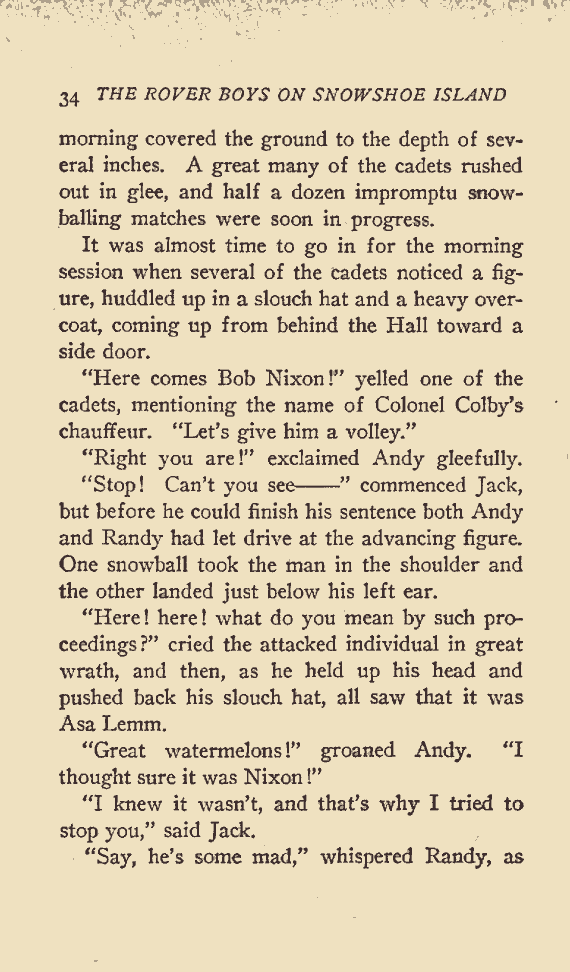 34 THE ROVER BOYS ON SNOWSHOE ISLAND
morning covered the ground to the depth of sev-
eral inches. A great many of the cadets rushed
out in glee, and half a dozen impromptu snow-
balling matches were soon in progress.
It was almost time to go in for the morning
session when several of the cadets noticed a fig-
ure, huddled up in a slouch hat and a heavy over-
coat, coming up from behind the Hall toward a
side door.
“Here comes Bob Nixon!” yelled one of the
cadets, mentioning the name of Colonel Colby’s
chauffeur. “Let’s give him a volley.”
“Right you are!” exclaimed Andy gleefully.
“Stop! Can’t you see——” commenced Jack,
but before he could finish his sentence both Andy
and Randy had let drive at the advancing figure.
One snowball took the man in the shoulder and
the other landed just below his left ear.
“Here! here! what do you mean by such pro-
ceedings?” cried the attacked individual in great
wrath, and then, as he held up his head and
pushed back his slouch hat, all saw that it was
Asa Lemm.
“Great watermelons!” groaned Andy. “I
thought sure it was Nixon!”
“I knew it wasn’t, and that’s why I tried to
stop you,” said Jack.
“Say, he’s some mad,” whispered Randy, as